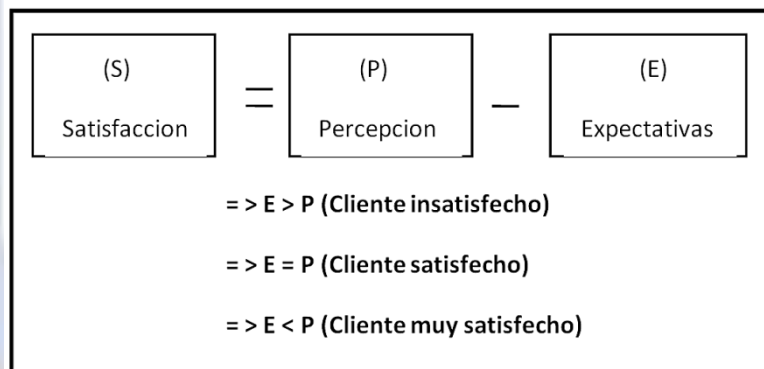 (S) = (P) – (E)
Satisfaccion Percepcion Expectativas
= > E > P (Cliente insatisfecho)
= > E = P (Cliente satisfecho)
= > E < P (Cliente muy satisfecho)